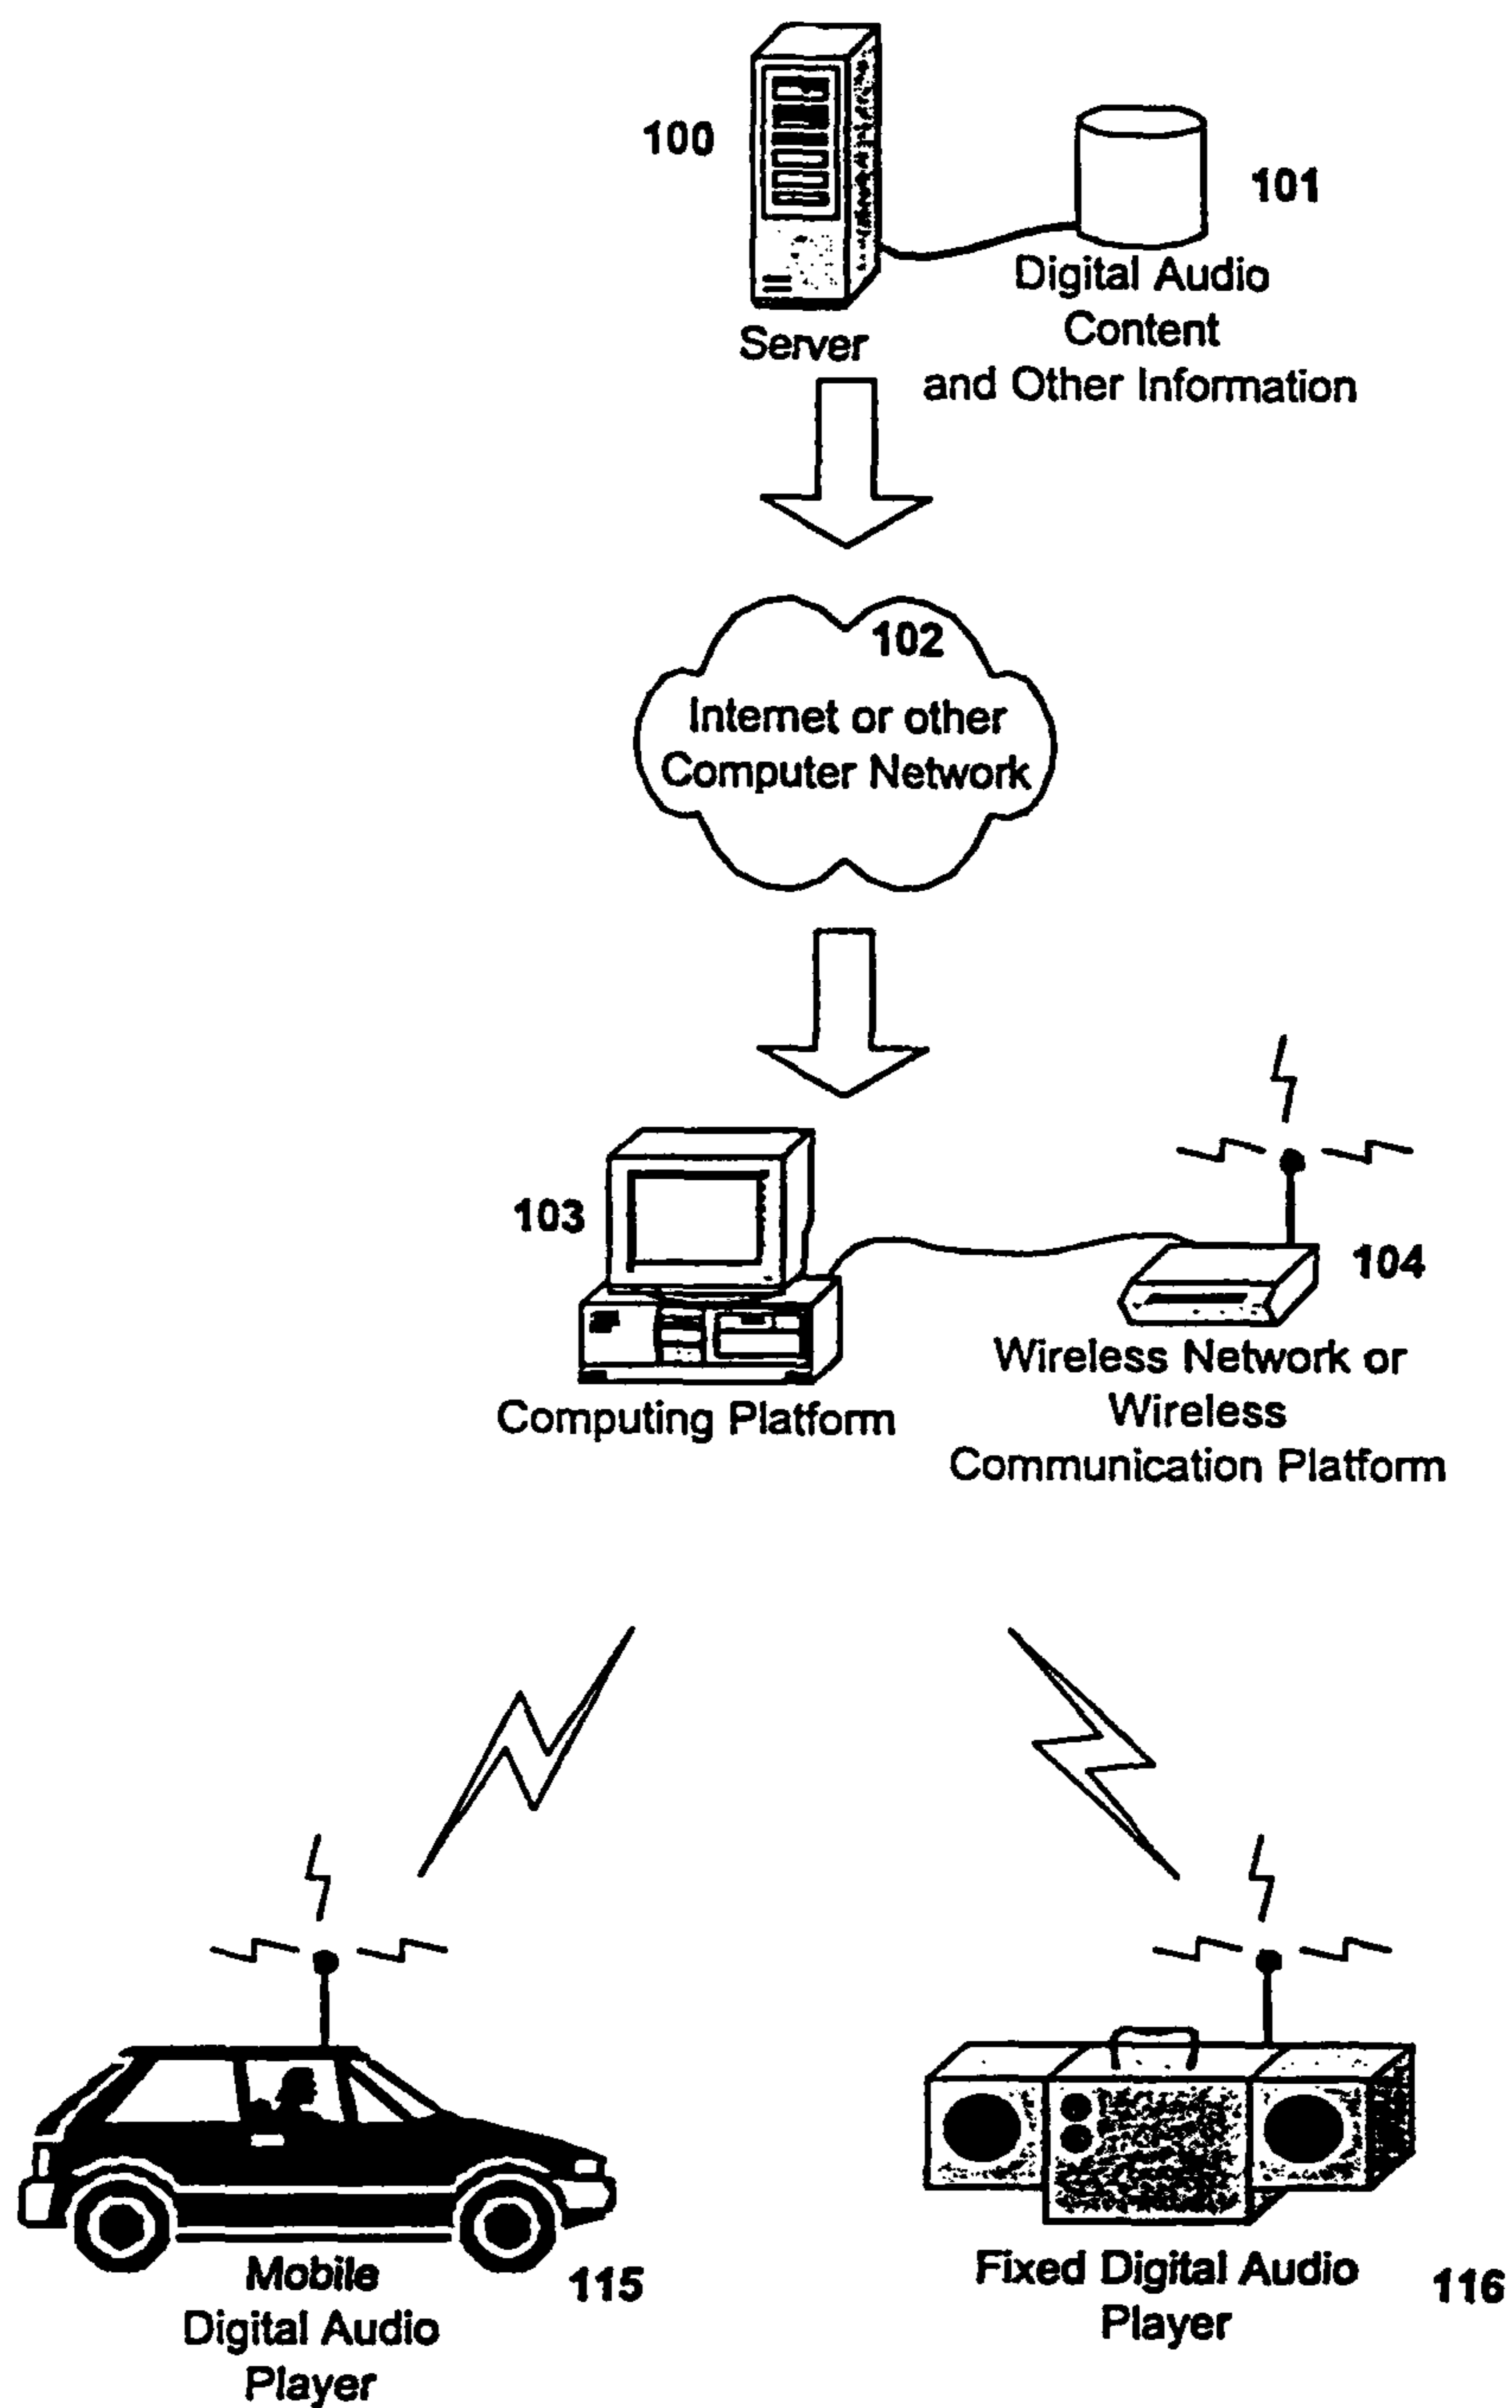 100
101
Digital Audio
Content
and Other Information
Server
102
Internet or other
Computer Network
103
104
Computing Platform
Wireless Network or
Wireless
Communication Platform
Mobile
Digital Audio
Player
115
Fixed Digital Audio
Player
116